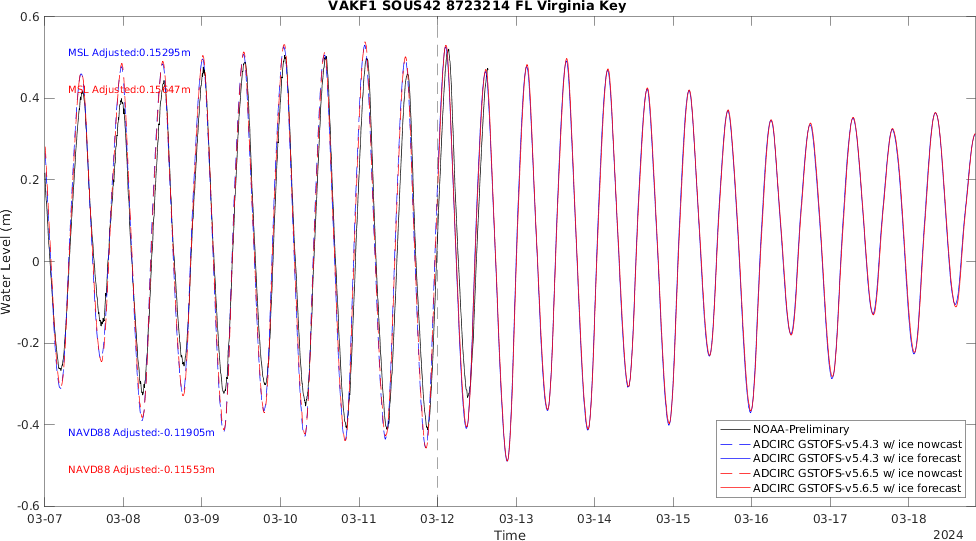 VAKF1 SOUS42 8723214 FL Virginia Key
0.6
MSL Adjusted:0.15295m
0.4
MSL Adjusted:0.15647m
0.2
Water Level (m)
0
-0.2
-0.4
NAVD88 Adjusted:-0.11905m
NAVD88 Adjusted:-0.11553m
-0.6
NOAA-Preliminary
ADCIRC GSTOFS-v5.4.3 w/ ice nowcast
ADCIRC GSTOFS-v5.4.3 w/ ice forecast
ADCIRC GSTOFS-v5.6.5 w/ ice nowcast
ADCIRC GSTOFS-v5.6.5 w/ ice forecast
03-07 03-08 03-09 03-10 03-11 03-12 03-13 03-14 03-15 03-16 03-17 03-18
Time
2024